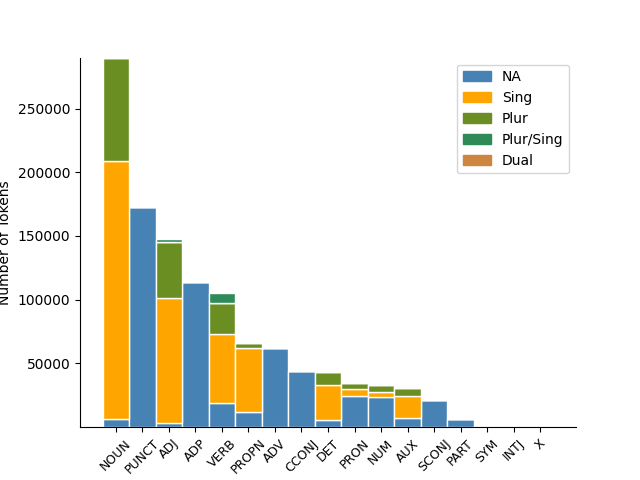 NA
Sing
Plur
Plur/Sing
Dual
Number of Tokens
250000
200000
150000
100000
50000
NOUN
PUNCT
ADJ
ADP
VERB
PROPN
ADV
CCONJ
DET
PRON
NUM
AUX
SCONJ
PART
SYM
INTJ
X